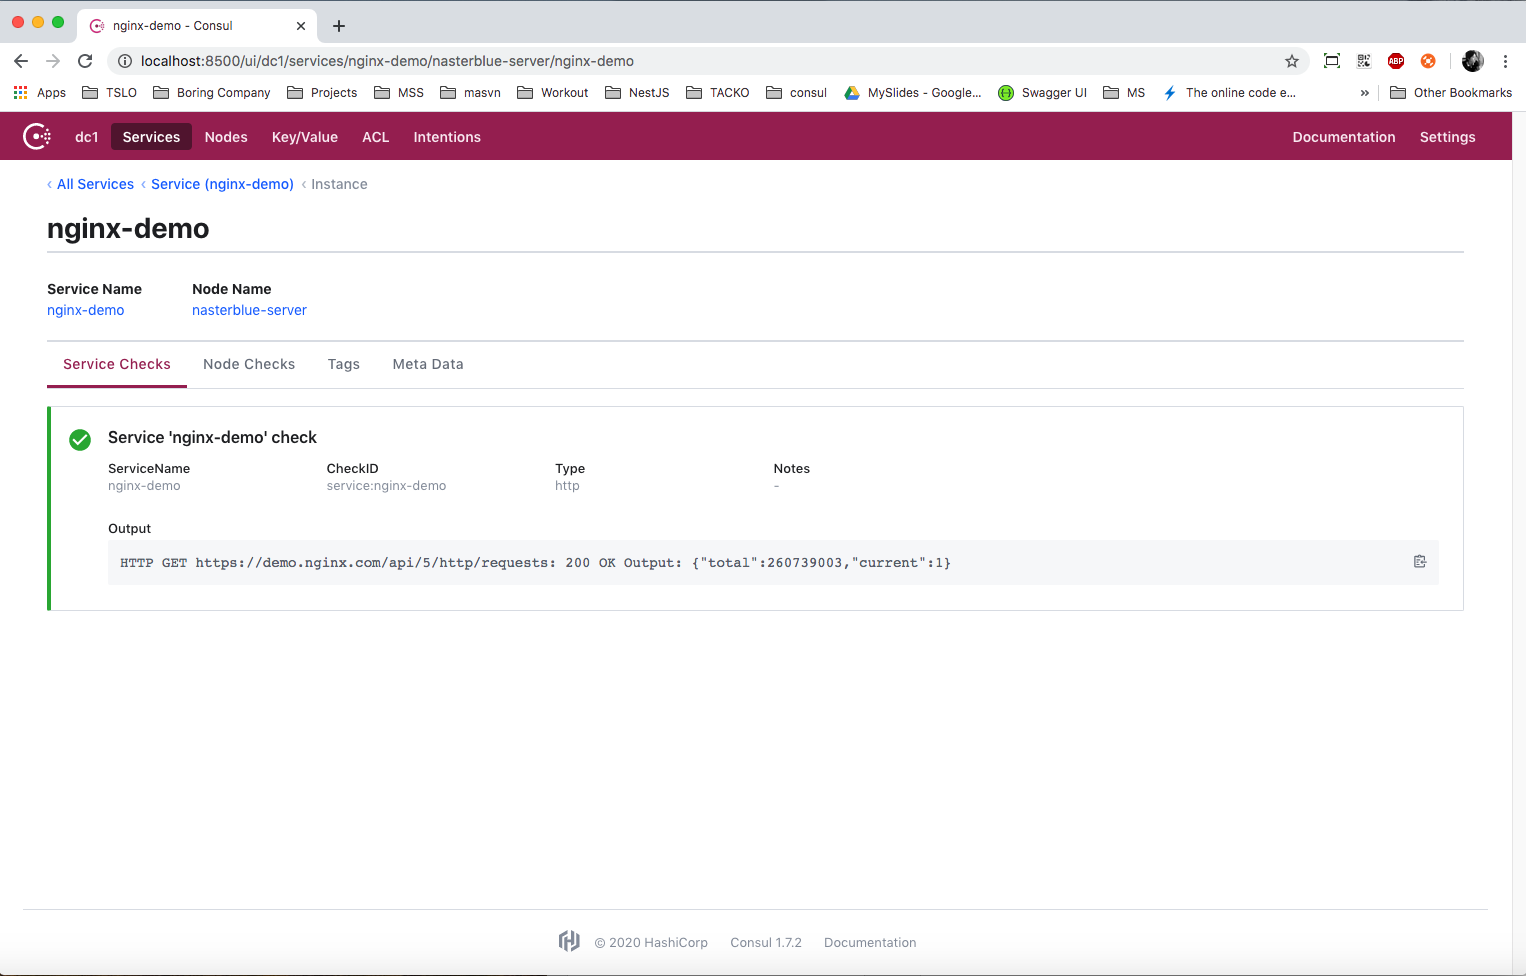 nginx-demo - Consul
localhost:8500/ui/dc1/services/nginx-demo/nasterblue-server/nginx-demo
ABP
Apps TSLO Boring Company Projects MSS masvn Workout NestJS TACKO consul MySlides - Google... Swagger UI MS The online code e... » Other Bookmarks
dc1 Services Nodes Key/Value ACL Intentions Documentation Settings
‹ All Services ‹ Service (nginx-demo) ‹ Instance
nginx-demo
Service Name Node Name
nginx-demo nasterblue-server
Service Checks Node Checks Tags Meta Data
Service 'nginx-demo' check
ServiceName CheckID Type Notes
nginx-demo service:nginx-demo http -
Output
HTTP GET https://demo.nginx.com/api/5/http/requests: 200 OK Output: {"total":260739003,"current":1}
© 2020 HashiCorp Consul 1.7.2 Documentation